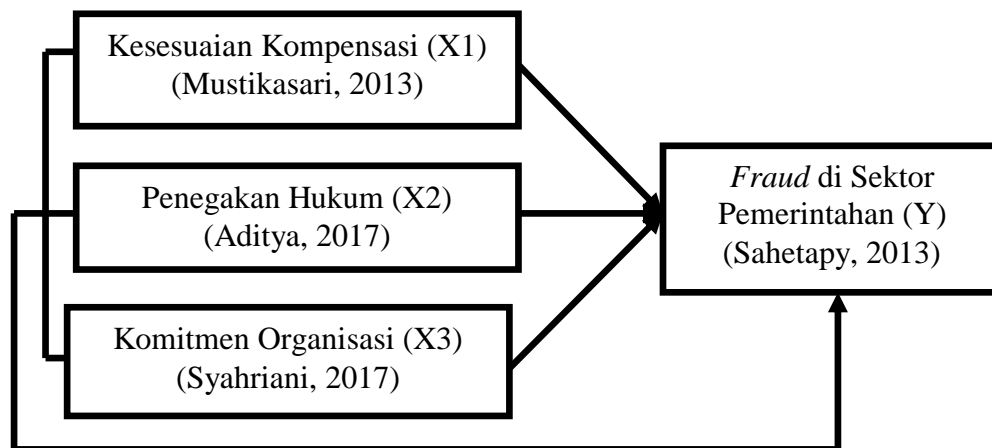 Kesesuaian Kompensasi (X1)
(Mustikasari, 2013)
Penegakan Hukum (X2)
(Aditya, 2017)
Komitmen Organisasi (X3)
(Syahriani, 2017)
Fraud di Sektor
Pemerintahan (Y)
(Sahetapy, 2013)